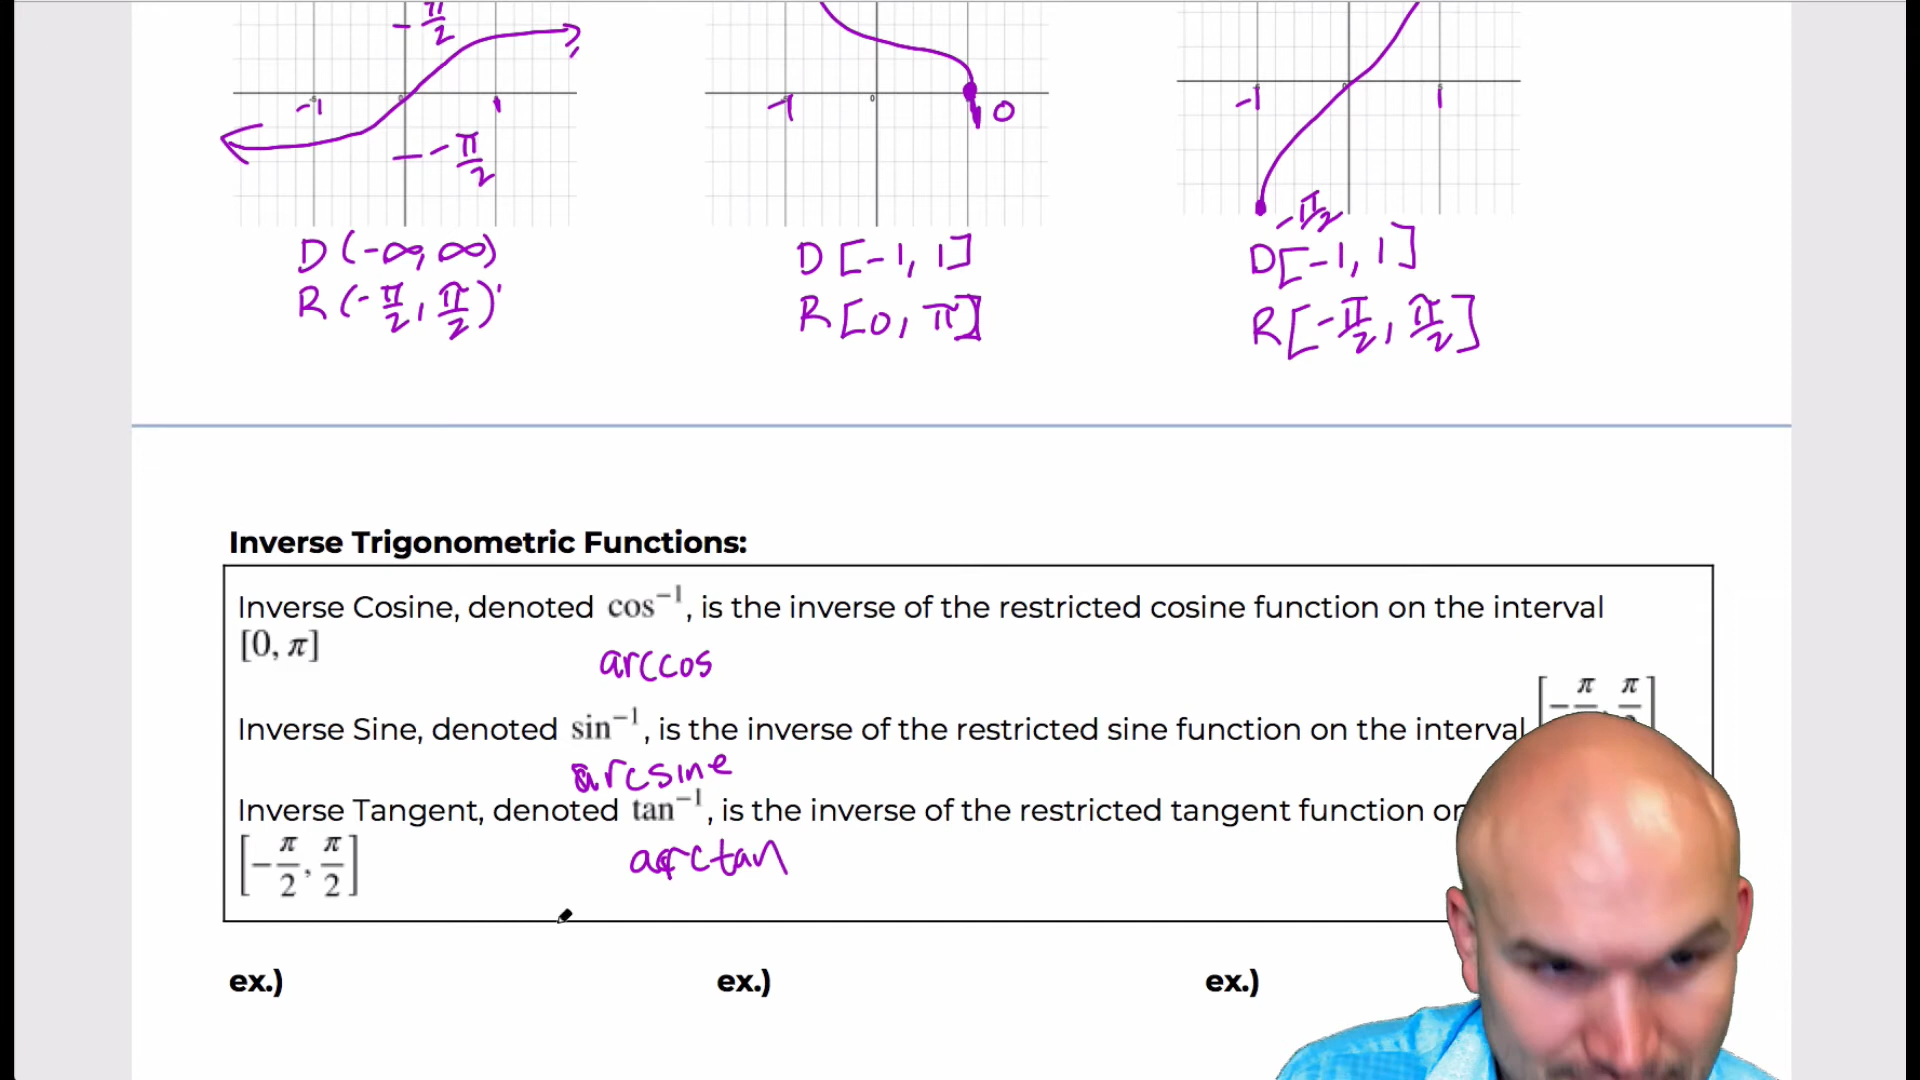 π/2
-1
1
-π/2
-1
0
0
-1
1
-π/2
D (-∞, ∞)
R (-π/2, π/2)
D [-1, 1]
R [0, π]
D [-1, 1]
R [-π/2, π/2]
Inverse Trigonometric Functions:
Inverse Cosine, denoted cos⁻¹, is the inverse of the restricted cosine function on the interval
[0, π]
arccos
Inverse Sine, denoted sin⁻¹, is the inverse of the restricted sine function on the interval [-π π]
arcsine
Inverse Tangent, denoted tan⁻¹, is the inverse of the restricted tangent function
[-π/2, π/2]
arctan
ex.)
ex.)
ex.)